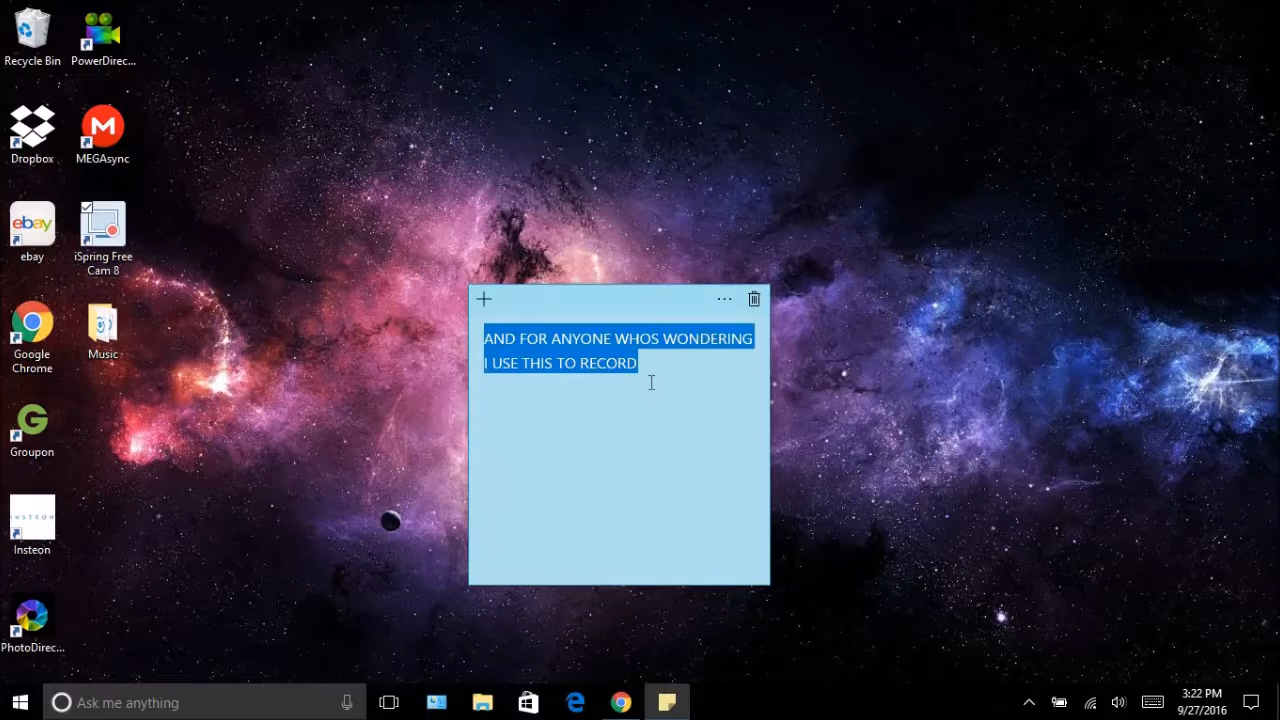 Recycle Bin
PowerDirec...
Dropbox
MEGAsync
ebay
ebay
iSpring Free
Cam 8
Google
Chrome
Music
Groupon
INSTEON
Insteon
PhotoDirec...
AND FOR ANYONE WHOS WONDERING
I USE THIS TO RECORD
Ask me anything
3:22 PM
9/27/2016